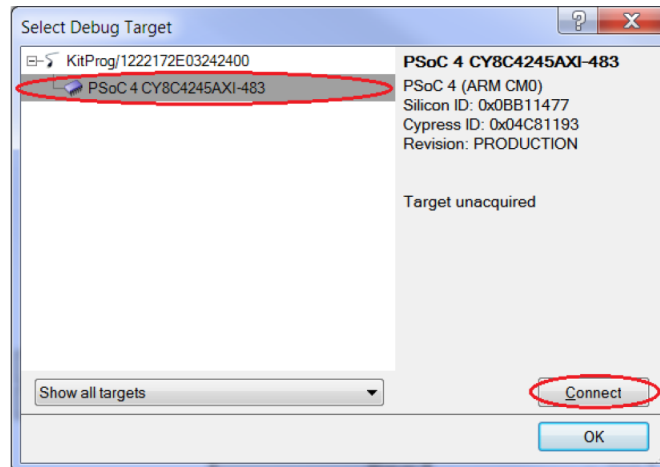 Select Debug Target
KitProg/1222172E03242400
PSoC 4 CY8C4245AXI-483
PSoC 4 CY8C4245AXI-483
PSoC 4 (ARM CM0)
Silicon ID: 0x0BB11477
Cypress ID: 0x04C81193
Revision: PRODUCTION
Target unacquired
Show all targets
Connect
OK